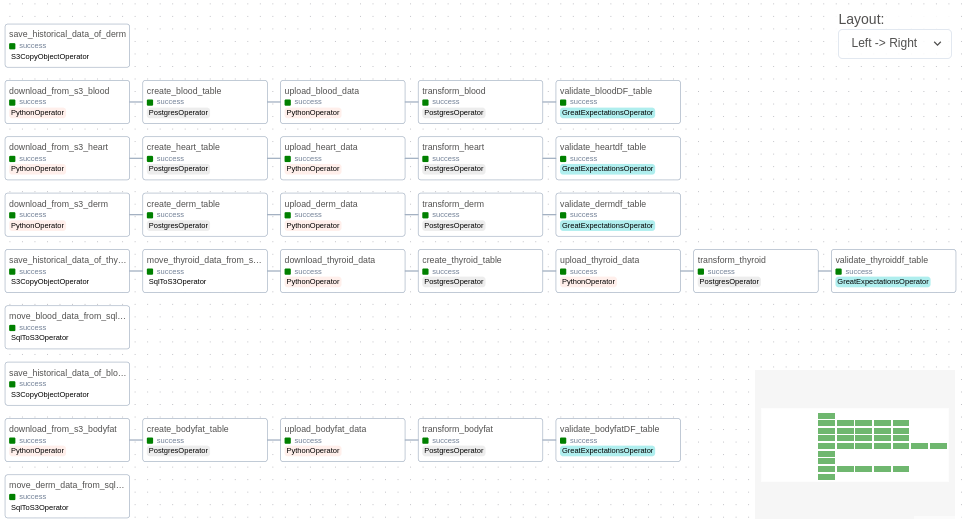 Layout:
Left -> Right
save_historical_data_of_derm
success
S3CopyObjectOperator
download_from_s3_blood
success
PythonOperator
create_blood_table
success
PostgresOperator
upload_blood_data
success
PythonOperator
transform_blood
success
PostgresOperator
validate_bloodDF_table
success
GreatExpectationsOperator
download_from_s3_heart
success
PythonOperator
create_heart_table
success
PostgresOperator
upload_heart_data
success
PythonOperator
transform_heart
success
PostgresOperator
validate_heartdf_table
success
GreatExpectationsOperator
download_from_s3_derm
success
PythonOperator
create_derm_table
success
PostgresOperator
upload_derm_data
success
PythonOperator
transform_derm
success
PostgresOperator
validate_dermdf_table
success
GreatExpectationsOperator
save_historical_data_of_thy...
success
S3CopyObjectOperator
move_thyroid_data_from_s...
success
SqlToS3Operator
download_thyroid_data
success
PythonOperator
create_thyroid_table
success
PostgresOperator
upload_thyroid_data
success
PythonOperator
transform_thyroid
success
PostgresOperator
validate_thyroiddf_table
success
GreatExpectationsOperator
move_blood_data_from_sql...
success
SqlToS3Operator
save_historical_data_of_blo...
success
S3CopyObjectOperator
download_from_s3_bodyfat
success
PythonOperator
create_bodyfat_table
success
PostgresOperator
upload_bodyfat_data
success
PythonOperator
transform_bodyfat
success
PostgresOperator
validate_bodyfatDF_table
success
GreatExpectationsOperator
move_derm_data_from_sql...
success
SqlToS3Operator